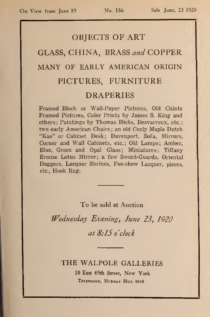 On View from June 19 No. 156 Sale June, 23 1920
OBJECTS OF ART
GLASS, CHINA, BRASS and COPPER
MANY OF EARLY AMERICAN ORIGIN
PICTURES, FURNITURE
DRAPERIES
Framed Block or Wall-Paper Pictures, Old Chintz
Framed Pictures, Color Prints by James S. King and
others; Paintings by Thomas Hicks, Desvarreux, etc.;
two early American Chairs; an old Curly Maple Dutch
"Kas" or Cabinet Desk; Davenport, Sofa, Mirrors,
Corner and Wall Cabinets, etc.; Old Lamps; Amber,
Blue, Green and Opal Glass; Miniatures; Tiffany
Bronze Lotus Mirror; a few Sword-Guards, Oriental
Daggers, Lacquer Shrines, Foo-chow Lacquer, pieces,
etc., Hook Rug.
To be sold at Auction
Wednesday Evening, June 23, 1920
at 8:15 o'clock
THE WALPOLE GALLERIES
10 East 49th Street, New York
Telephone, Murray Hill